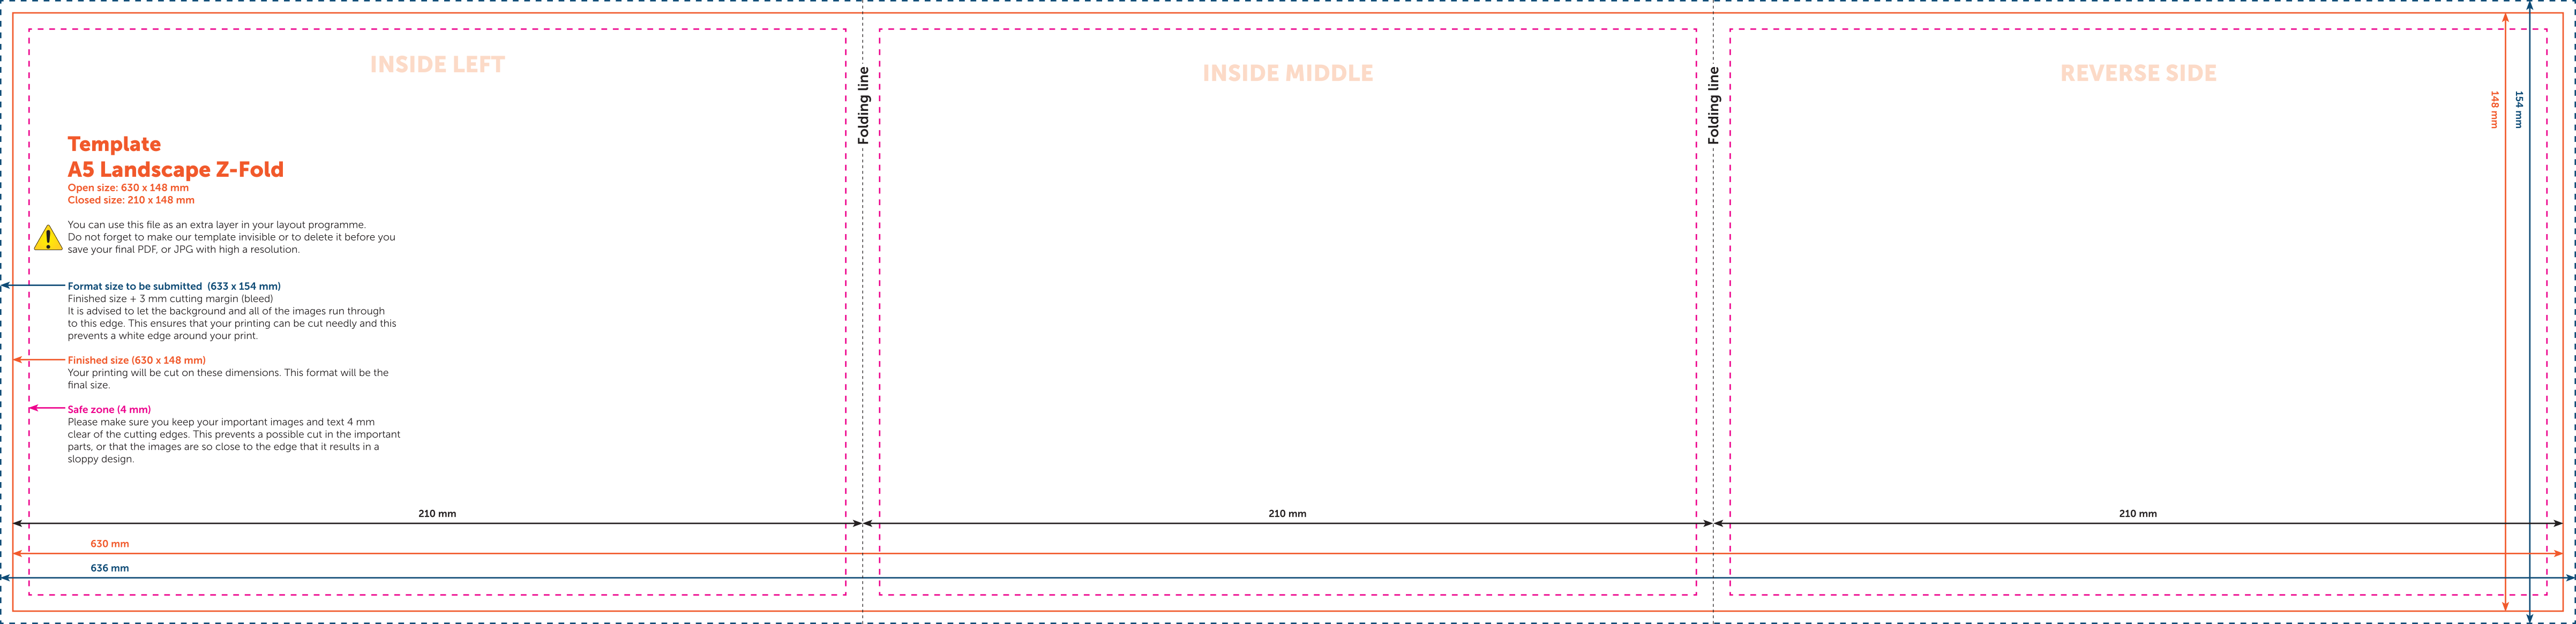 INSIDE LEFT
INSIDE MIDDLE
REVERSE SIDE
Folding line
Folding line
148 mm
154 mm
Template
A5 Landscape Z-Fold
Open size: 630 x 148 mm
Closed size: 210 x 148 mm
You can use this file as an extra layer in your layout programme.
Do not forget to make our template invisible or to delete it before you
save your final PDF, or JPG with high a resolution.
Format size to be submitted (633 x 154 mm)
Finished size + 3 mm cutting margin (bleed)
It is advised to let the background and all of the images run through
to this edge. This ensures that your printing can be cut needly and this
prevents a white edge around your print.
Finished size (630 x 148 mm)
Your printing will be cut on these dimensions. This format will be the
final size.
Safe zone (4 mm)
Please make sure you keep your important images and text 4 mm
clear of the cutting edges. This prevents a possible cut in the important
parts, or that the images are so close to the edge that it results in a
sloppy design.
210 mm
210 mm
210 mm
630 mm
636 mm